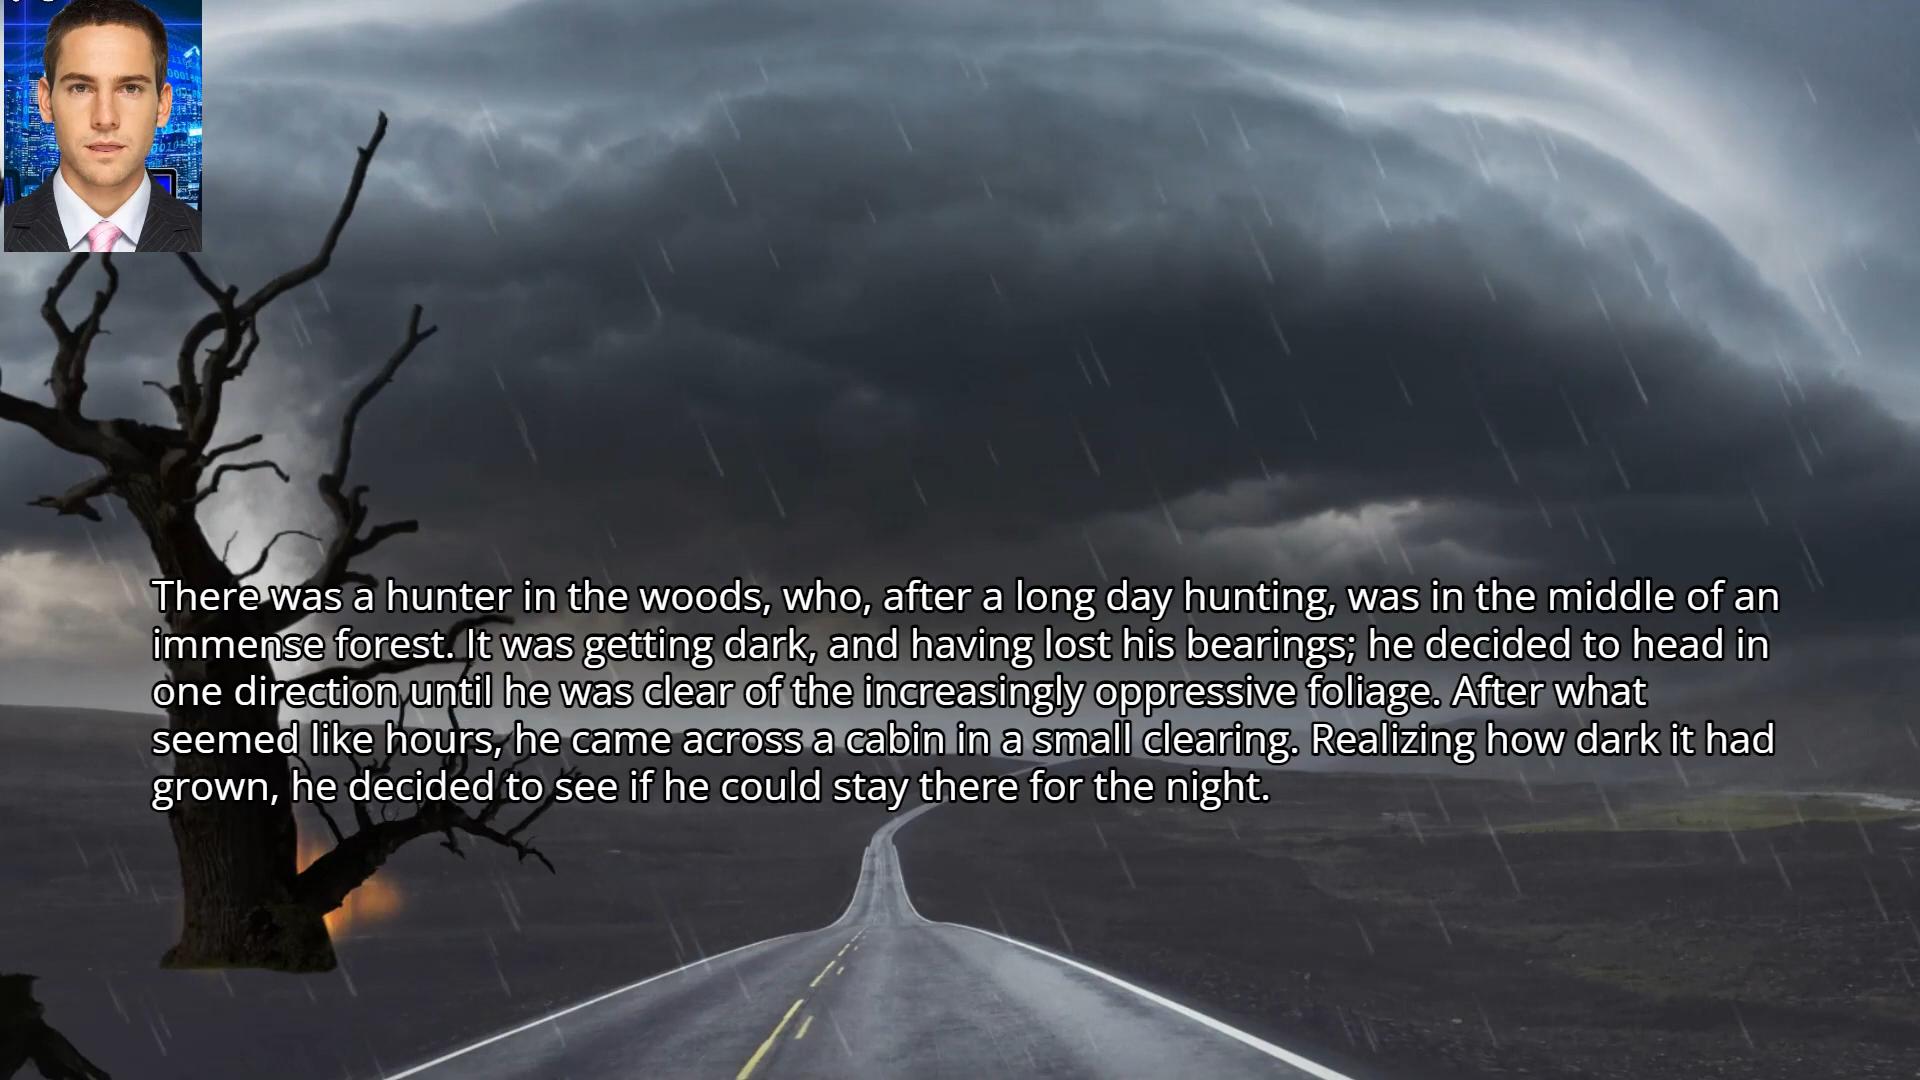 There was a hunter in the woods, who, after a long day hunting, was in the middle of an
immense forest. It was getting dark, and having lost his bearings; he decided to head in
one direction until he was clear of the increasingly oppressive foliage. After what
seemed like hours, he came across a cabin in a small clearing. Realizing how dark it had
grown, he decided to see if he could stay there for the night.